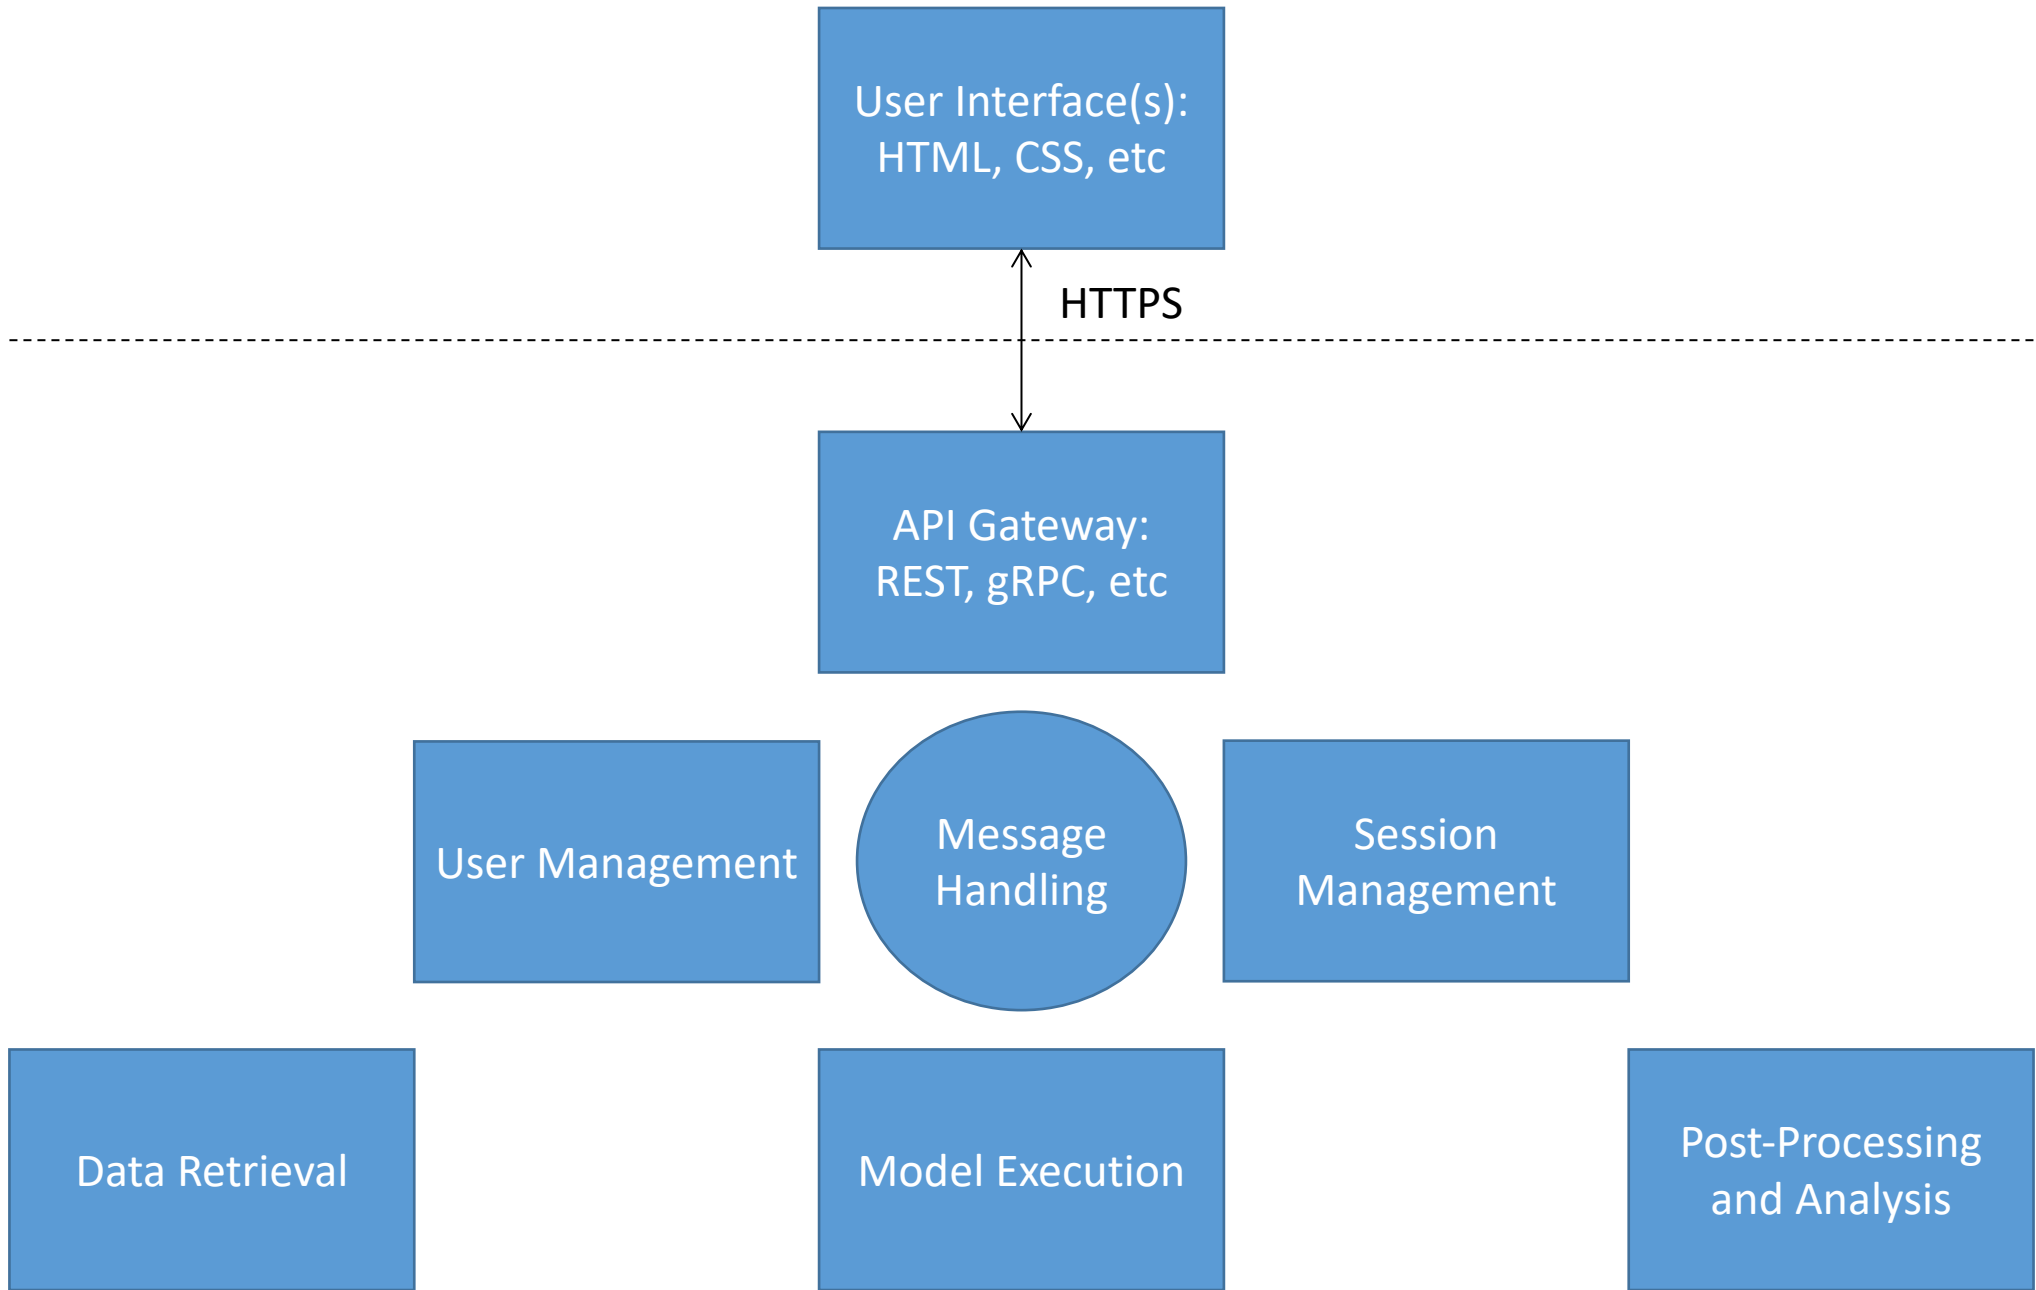 User Interface(s):
HTML, CSS, etc
HTTPS
API Gateway:
REST, gRPC, etc
User Management
Message
Handling
Session
Management
Data Retrieval
Model Execution
Post-Processing
and Analysis